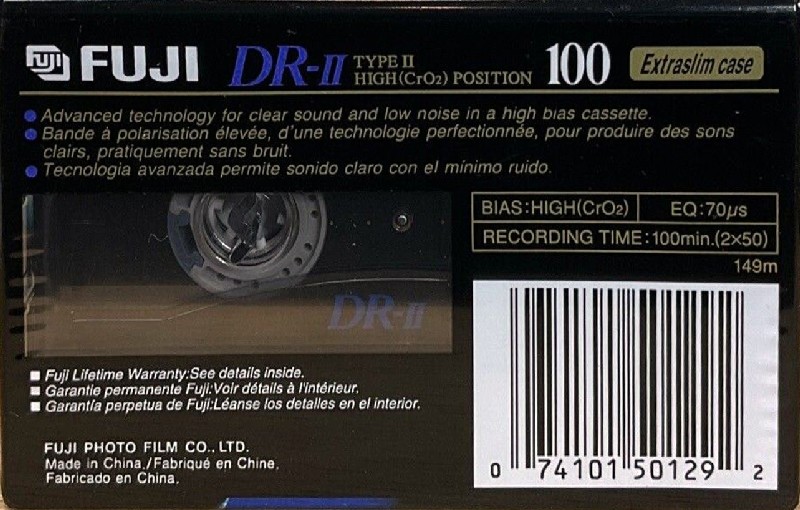 FUJI FUJI DR-II TYPE II HIGH(CrO2) POSITION 100 Extraslim case
Advanced technology for clear sound and low noise in a high bias cassette.
Bande à polarisation élevée, d'une technologie perfectionnée, pour produire des sons
clairs, pratiquement sans bruit.
Tecnologia avanzada permite sonido claro con el mínimo ruido.
BIAS:HIGH(CrO2) EQ:70µs
RECORDING TIME:100min.(2×50)
149m
DR-II
Fuji Lifetime Warranty:See details inside.
Garantie permanente Fuji:Voir détails à l'intérieur.
Garantía perpetua de Fuji:Léanse los detalles en el interior.
FUJI PHOTO FILM CO., LTD.
Made in China./Fabriqué en Chine.
Fabricado en China.
0 74101 50129 2